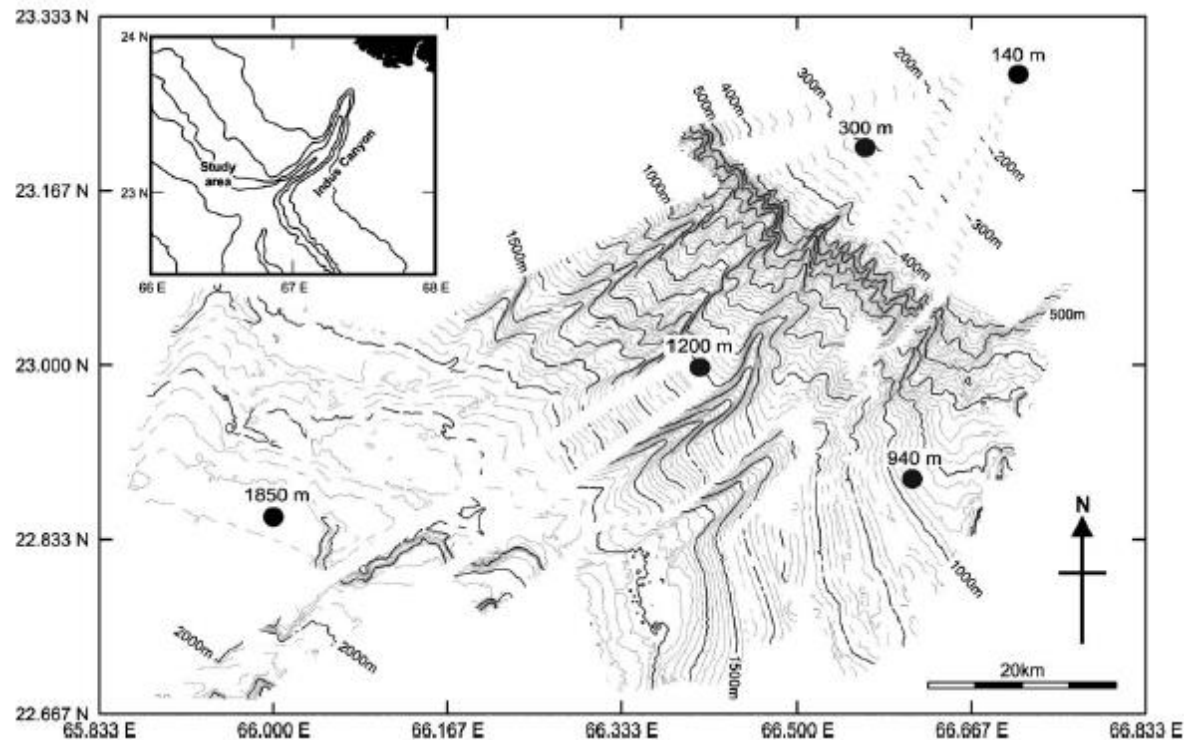 23.333 N
24 N
140 m
200m
300m
400m
500m
300 m
Study
area
Indus Canyon
1000m
200m
23.167 N
23 N
300m
1500m
400m
66 E
67 E
68 E
500m
1200 m
23.000 N
940 m
1850 m
N
22.833 N
1000m
2000m
2000m
1500m
20km
22.667 N
65.833 E
66.000 E
66.167 E
66.333 E
66.500 E
66.667 E
66.833 E